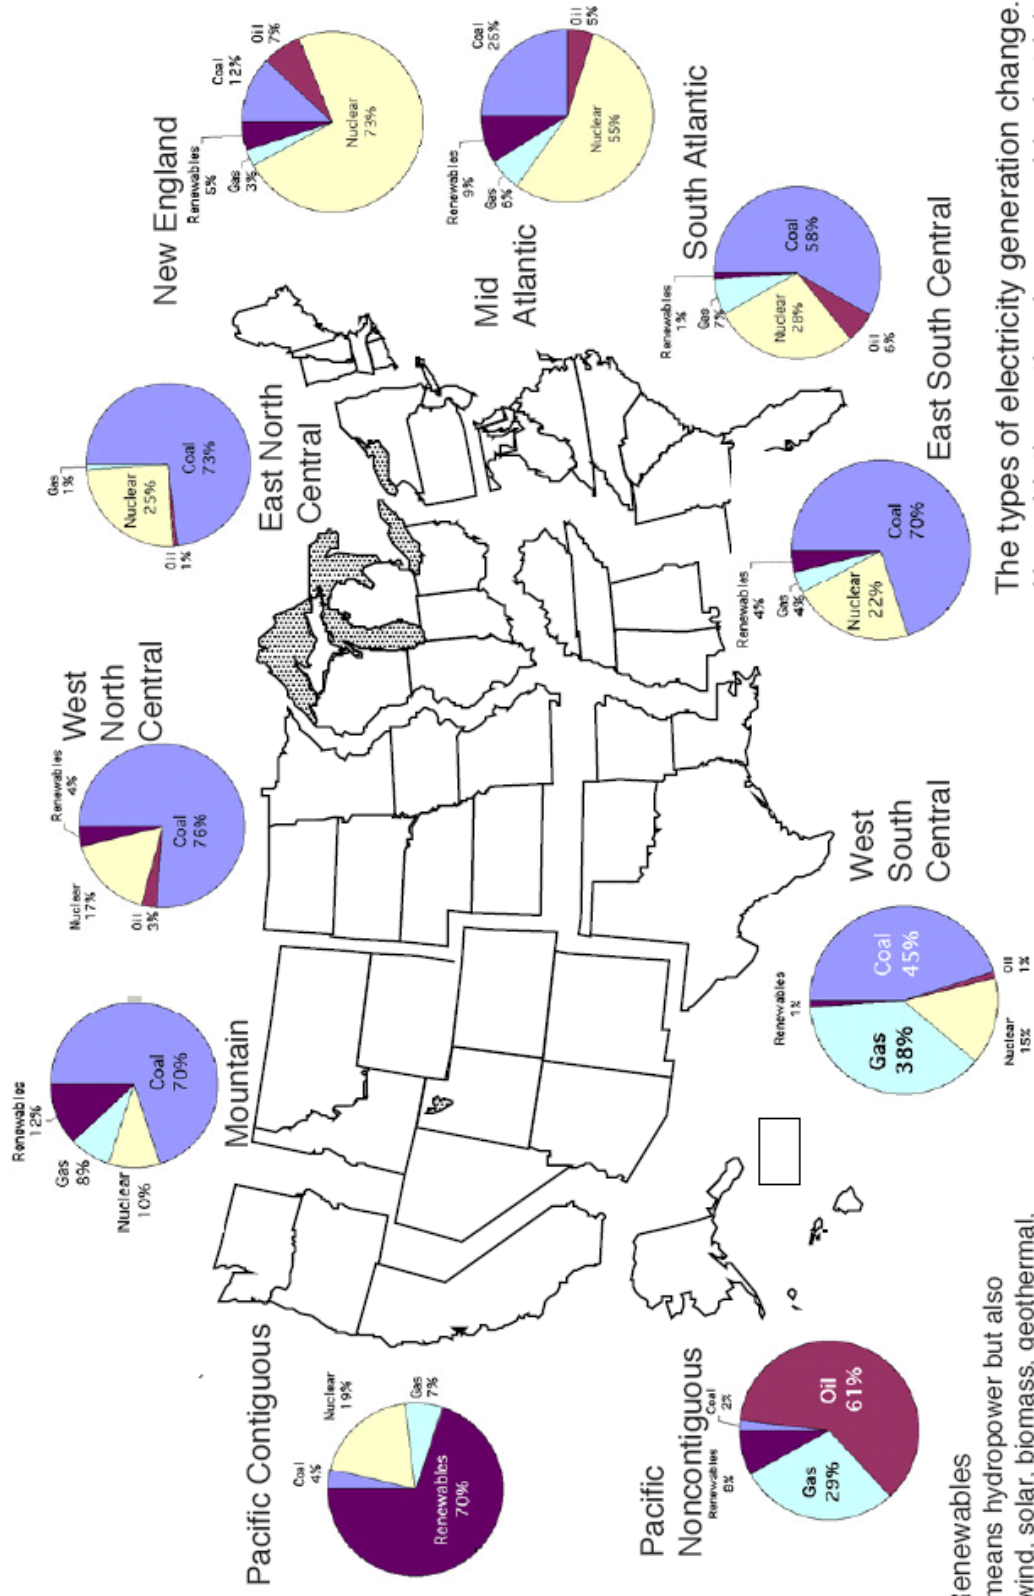 Mountain
Renewables
12%
Gas
8%
Nuclear
10%
Coal
70%
West
North
Central
Renewables
4%
Nuclear
17%
Oil
3%
Coal
76%
East North
Central
Gas
1%
Nuclear
25%
Oil
1%
Coal
73%
New England
Renewables
5%
Gas
3%
Nuclear
73%
Oil
7%
Coal
12%
Pacific Contiguous
Coal
4%
Nuclear
19%
Gas
7%
Renewables
70%
Mid
Atlantic
Renewables
9%
Gas
6%
Nuclear
55%
Oil
5%
Coal
25%
Pacific
Noncontiguous
Coal
2%
Renewables
8%
Gas
29%
Oil
61%
South Atlantic
Renewables
1%
Gas
7%
Nuclear
28%
Oil
6%
Coal
58%
West
South
Central
Renewables
1%
Gas
38%
Coal
45%
Nuclear
15%
Oil
1%
East South Central
Renewables
4%
Gas
4%
Nuclear
22%
Coal
70%
Renewables
means hydropower but also
wind, solar, biomass, geothermal,
The types of electricity generation change.